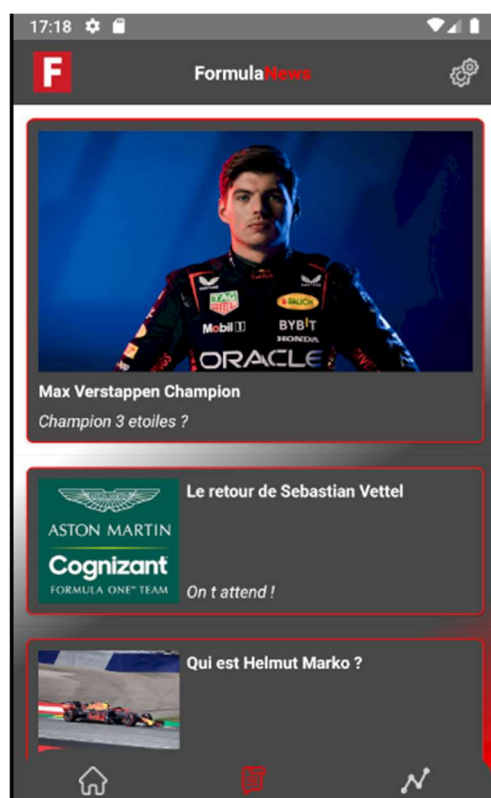 17:18
F
FormulaNews
TAG
RAUCH
Mobil 1
BYBIT
HONDA
ORACLE
Max Verstappen Champion
Champion 3 etoiles ?
Le retour de Sebastian Vettel
ASTON MARTIN
Cognizant
FORMULA ONE™ TEAM
On t attend !
Qui est Helmut Marko ?